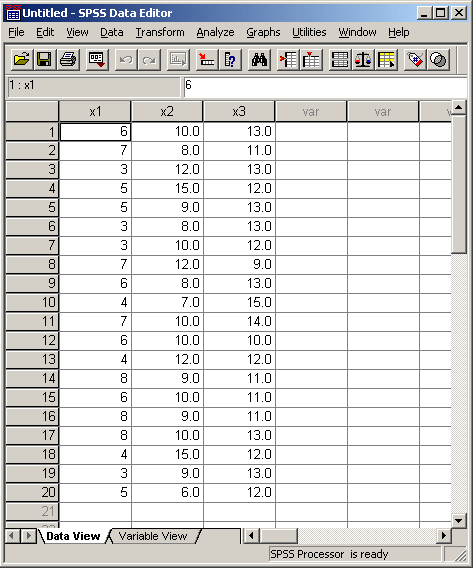 Untitled - SPSS Data Editor
File Edit View Data Transform Analyze Graphs Utilities Window Help
1 : x1 6
x1 x2 x3 var var
1 6 10.0 13.0
2 7 8.0 11.0
3 3 12.0 13.0
4 5 15.0 12.0
5 5 9.0 13.0
6 3 8.0 13.0
7 3 10.0 12.0
8 7 12.0 9.0
9 6 8.0 13.0
10 4 7.0 15.0
11 7 10.0 14.0
12 6 10.0 10.0
13 4 12.0 12.0
14 8 9.0 11.0
15 6 10.0 11.0
16 8 9.0 11.0
17 8 10.0 13.0
18 4 15.0 12.0
19 3 9.0 13.0
20 5 6.0 12.0
21
Data View Variable View
SPSS Processor is ready